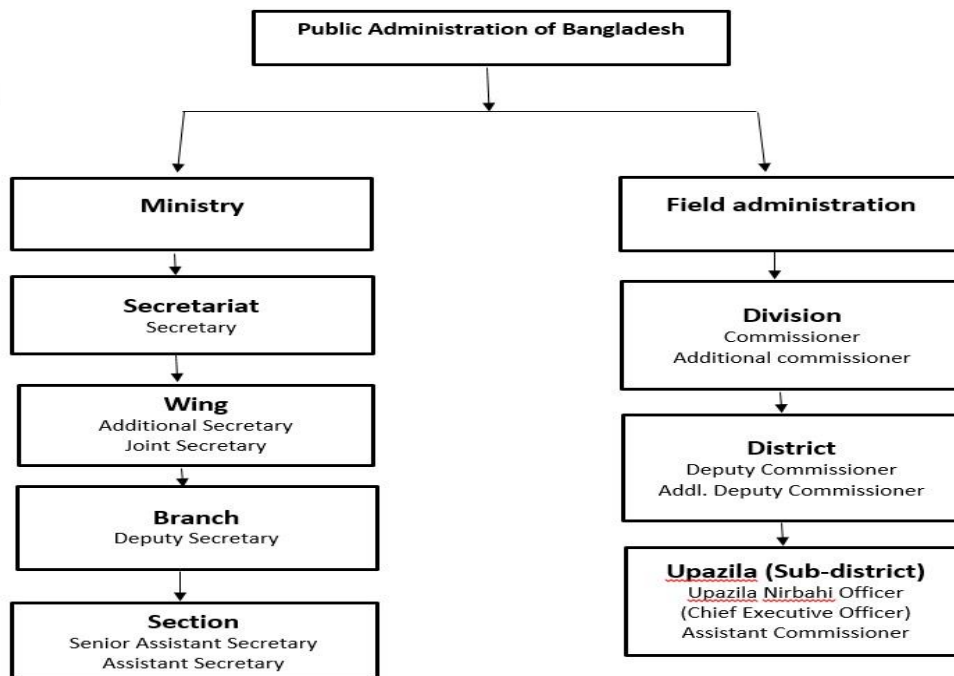 Public Administration of Bangladesh
Ministry
Secretariat
Secretary
Wing
Additional Secretary
Joint Secretary
Branch
Deputy Secretary
Section
Senior Assistant Secretary
Assistant Secretary
Field administration
Division
Commissioner
Additional commissioner
District
Deputy Commissioner
Addl. Deputy Commissioner
Upazila (Sub-district)
Upazila Nirbahi Officer
(Chief Executive Officer)
Assistant Commissioner